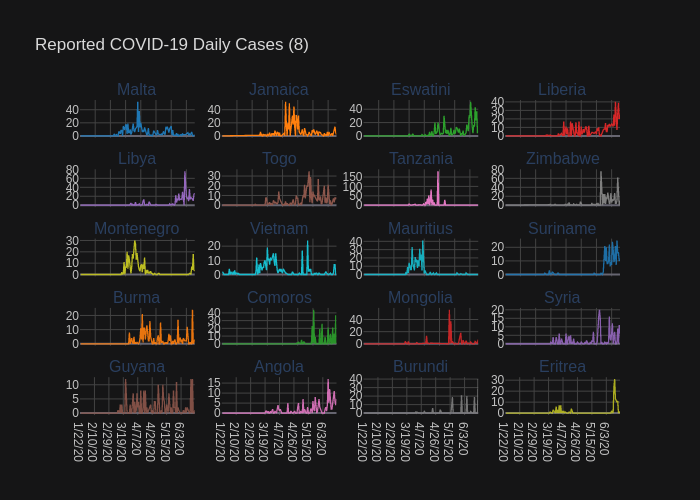 Reported COVID-19 Daily Cases (8)
Malta Jamaica Eswatini Liberia
40 20 0
40 20 0
40 20 0
40 30 20 10 0
Libya Togo Tanzania Zimbabwe
80 60 40 20 0
30 20 10 0
150 100 50 0
80 60 40 20 0
Montenegro Vietnam Mauritius Suriname
30 20 10 0
20 10 0
40 30 20 10 0
20 10 0
Burma Comoros Mongolia Syria
20 10 0
40 30 20 10 0
40 20 0
20 15 10 5 0
Guyana Angola Burundi Eritrea
10 5 0
15 10 5 0
40 30 20 10 0
30 20 10 0
1/22/20 2/10/20 2/29/20 3/19/20 4/7/20 4/26/20 5/15/20 6/3/20
1/22/20 2/10/20 2/29/20 3/19/20 4/7/20 4/26/20 5/15/20 6/3/20
1/22/20 2/10/20 2/29/20 3/19/20 4/7/20 4/26/20 5/15/20 6/3/20
1/22/20 2/10/20 2/29/20 3/19/20 4/7/20 4/26/20 5/15/20 6/3/20